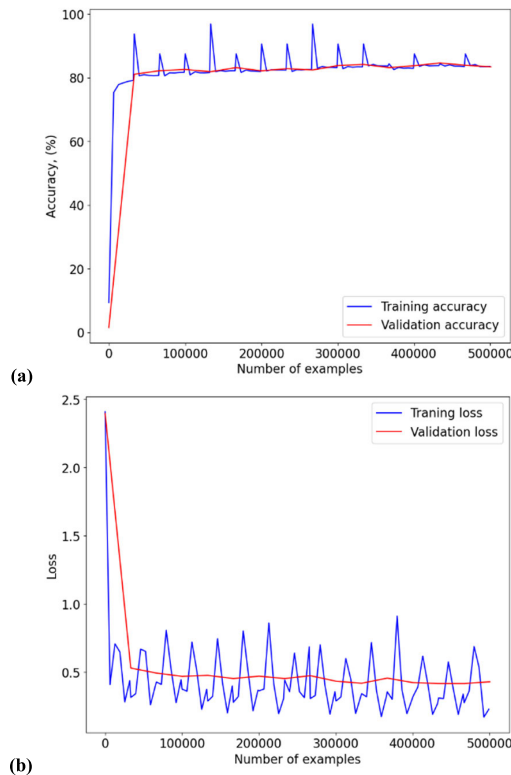 100
80
60
40
20
0
Accuracy, (%)
Training accuracy
Validation accuracy
0 100000 200000 300000 400000 500000
Number of examples
(a)
2.5
2.0
1.5
1.0
0.5
0.0
Loss
Traning loss
Validation loss
0 100000 200000 300000 400000 500000
Number of examples
(b)